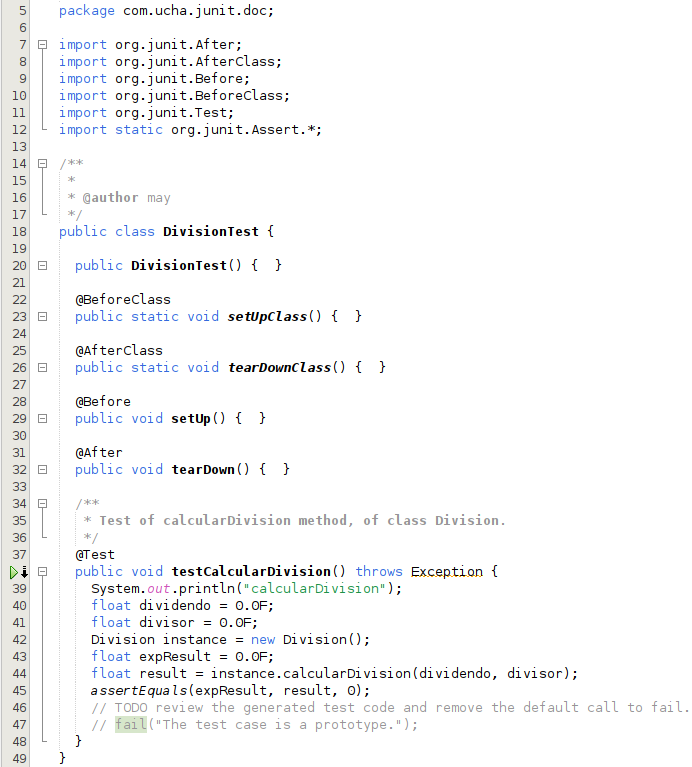 5 package com.ucha.junit.doc;
6
7 import org.junit.After;
8 import org.junit.AfterClass;
9 import org.junit.Before;
10 import org.junit.BeforeClass;
11 import org.junit.Test;
12 import static org.junit.Assert.*;
13
14 /**
15  *
16  * @author may
17  */
18 public class DivisionTest {
19
20   public DivisionTest() {  }
21
22   @BeforeClass
23   public static void setUpClass() {  }
24
25   @AfterClass
26   public static void tearDownClass() {  }
27
28   @Before
29   public void setUp() {  }
30
31   @After
32   public void tearDown() {  }
33
34   /**
35    * Test of calcularDivision method, of class Division.
36    */
37   @Test
public void testCalcularDivision() throws Exception {
39     System.out.println("calcularDivision");
40     float dividendo = 0.0F;
41     float divisor = 0.0F;
42     Division instance = new Division();
43     float expResult = 0.0F;
44     float result = instance.calcularDivision(dividendo, divisor);
45     assertEquals(expResult, result, 0);
46     // TODO review the generated test code and remove the default call to fail.
47     // fail("The test case is a prototype.");
48   }
49 }